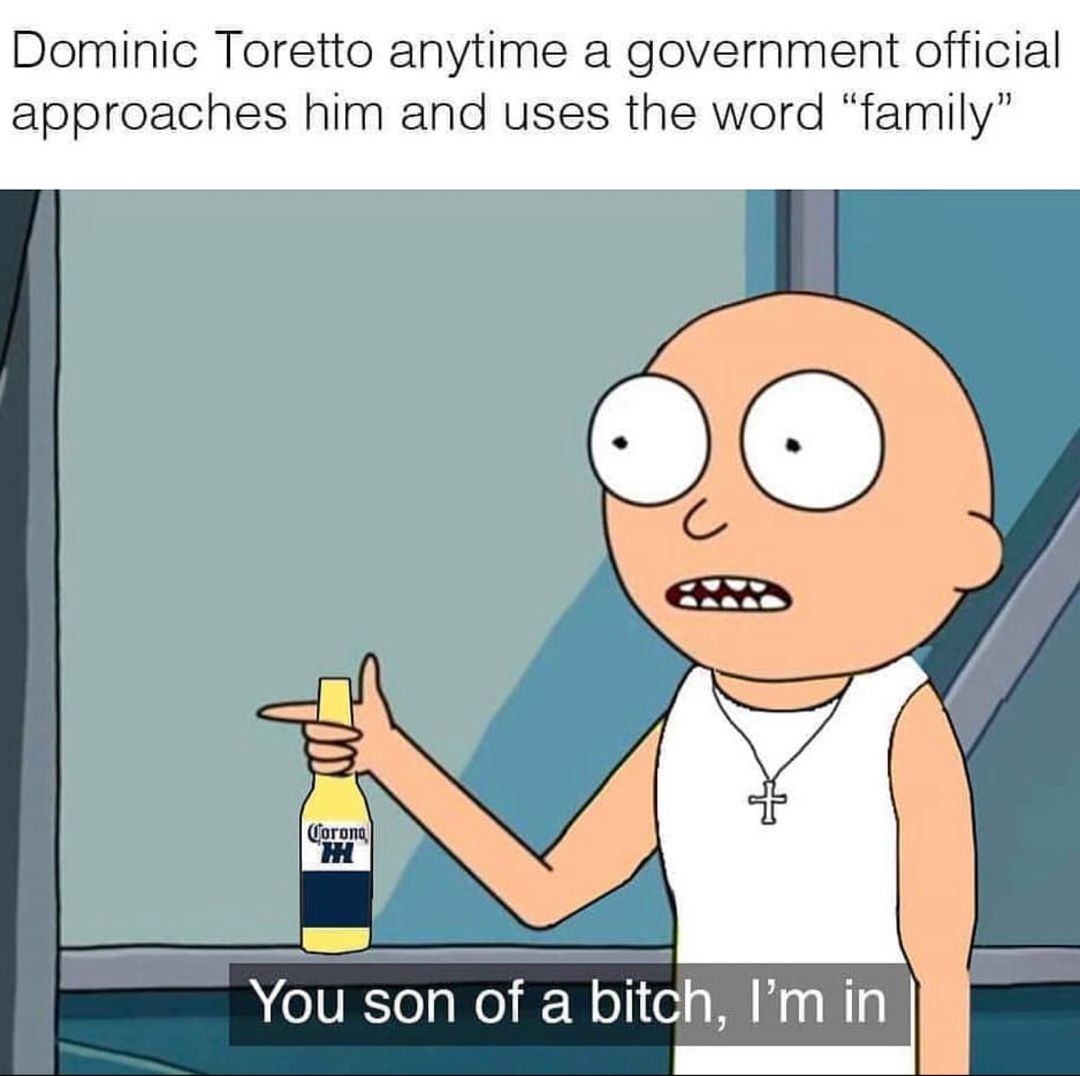 Dominic Toretto anytime a government official
approaches him and uses the word “family”
Corona
You son of a bitch, I’m in